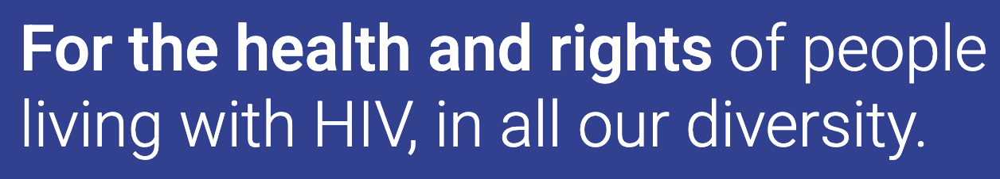 For the health and rights of people
living with HIV, in all our diversity.